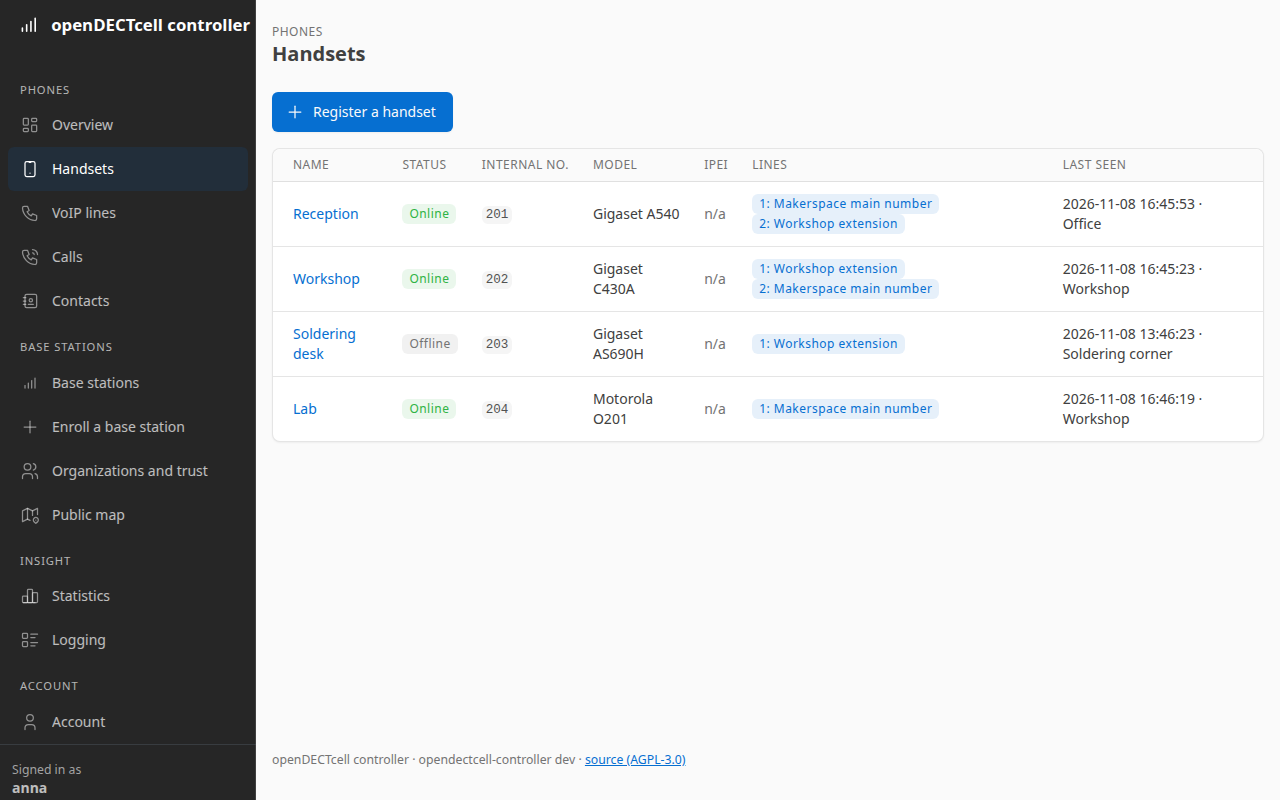 openDECTcell controller
PHONES
Overview
Handsets
VoIP lines
Calls
Contacts
BASE STATIONS
Base stations
Enroll a base station
Organizations and trust
Public map
INSIGHT
Statistics
Logging
ACCOUNT
Account
Signed in as
anna
PHONES
Handsets
Register a handset
NAME STATUS INTERNAL NO. MODEL IPEI LINES LAST SEEN
Reception Online 201 Gigaset A540 n/a 1: Makerspace main number 2: Workshop extension 2026-11-08 16:45:53 · Office
Workshop Online 202 Gigaset C430A n/a 1: Workshop extension 2: Makerspace main number 2026-11-08 16:45:23 · Workshop
Soldering desk Offline 203 Gigaset AS690H n/a 1: Workshop extension 2026-11-08 13:46:23 · Soldering corner
Lab Online 204 Motorola O201 n/a 1: Makerspace main number 2026-11-08 16:46:19 · Workshop
openDECTcell controller · opendectcell-controller dev · source (AGPL-3.0)